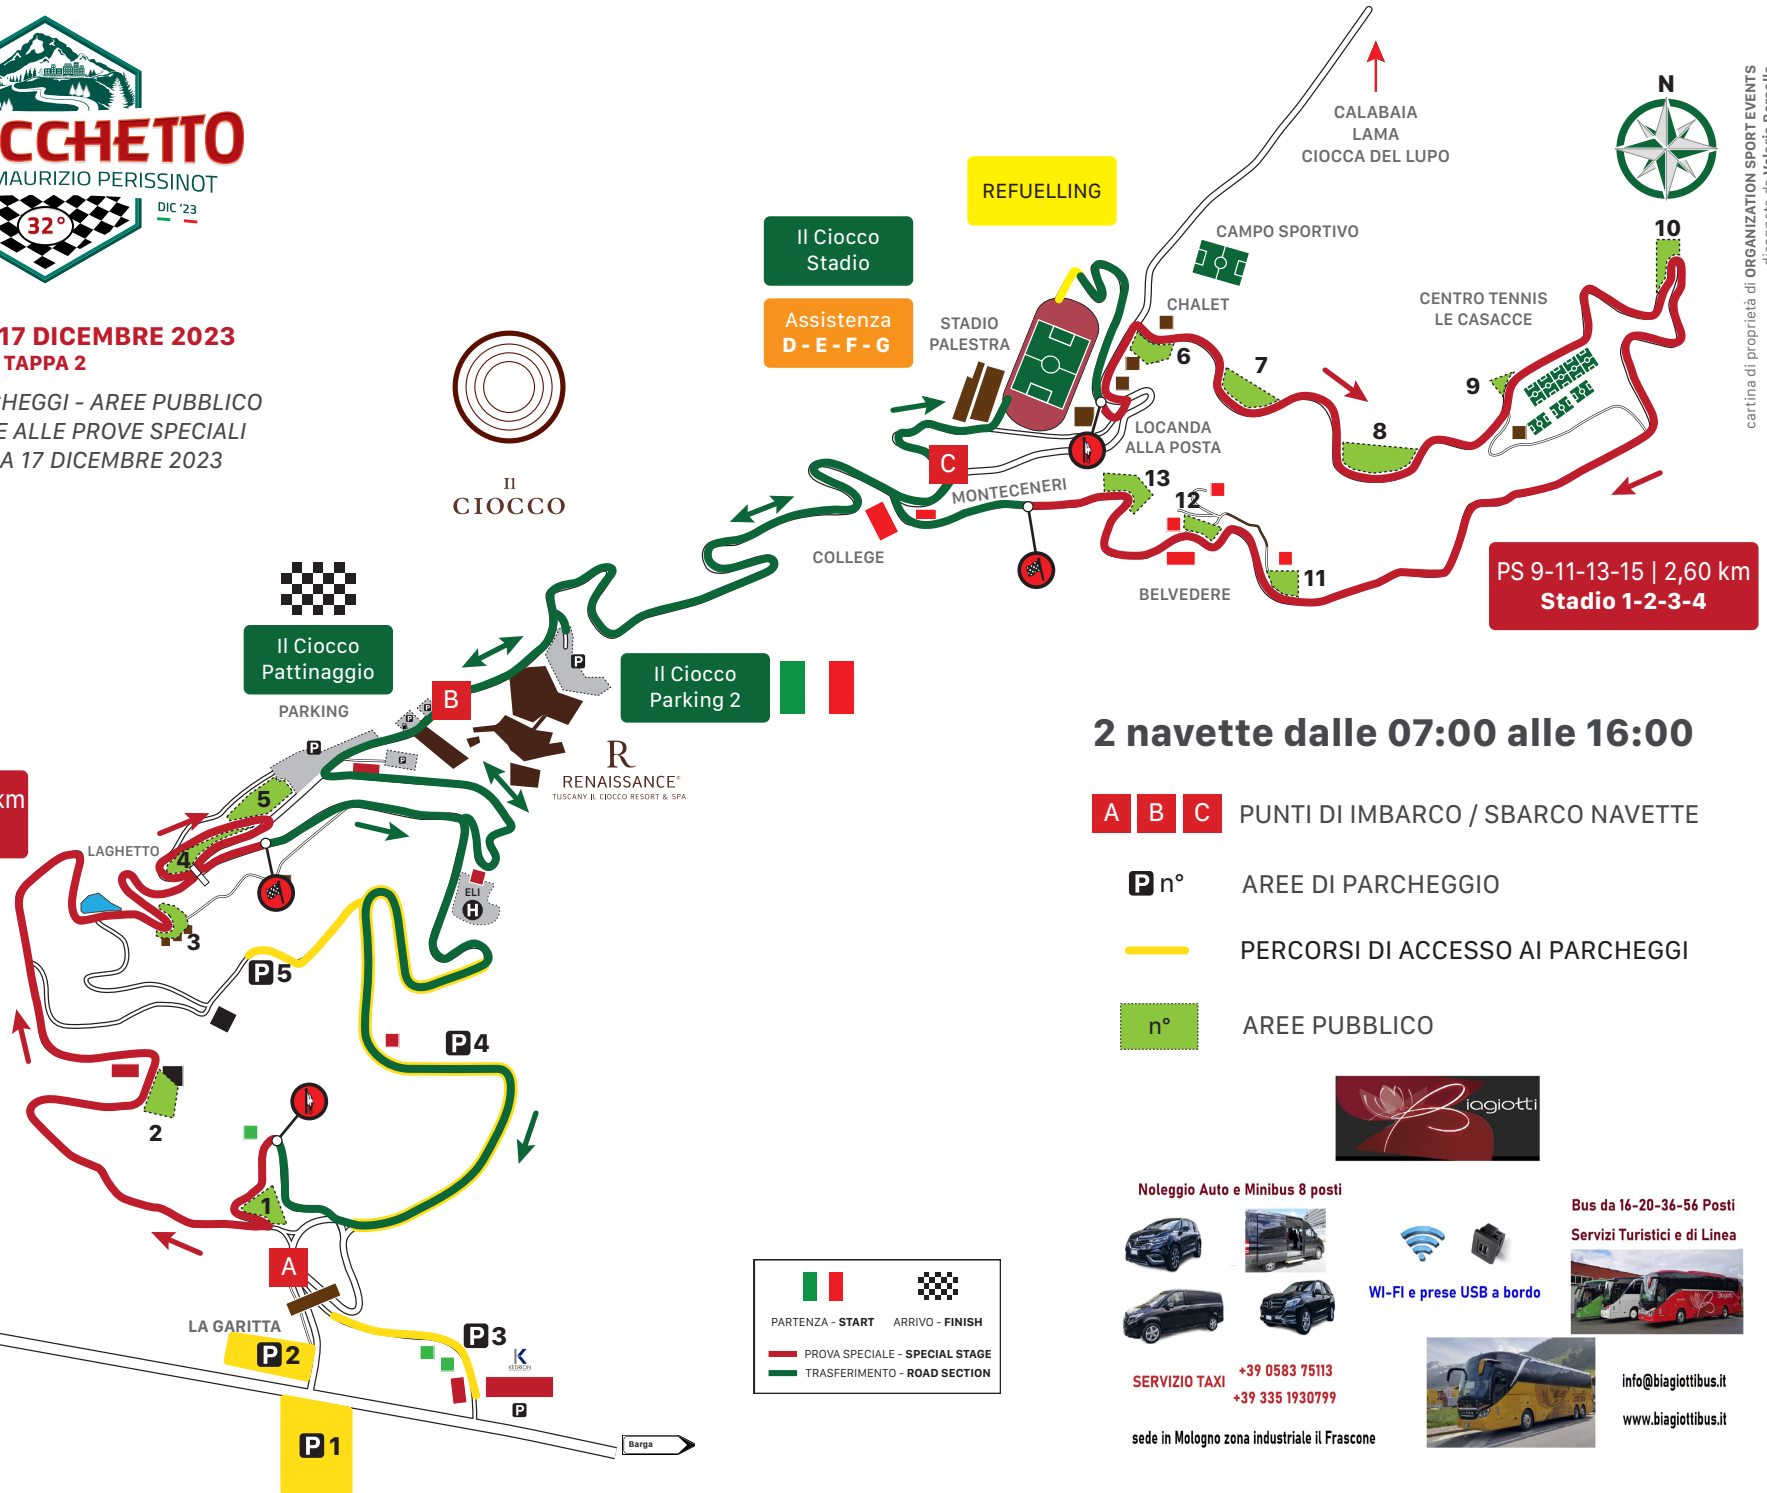 CCHETTO
MAURIZIO PERISSINOT
DIC '23
32°
17 DICEMBRE 2023
TAPPA 2
CHEGGI - AREE PUBBLICO
E ALLE PROVE SPECIALI
A 17 DICEMBRE 2023
Il
CIOCCO
REFUELLING
Il Ciocco
Stadio
Assistenza
D - E - F - G
STADIO
PALESTRA
CALABAIA
LAMA
CIOCCA DEL LUPO
CAMPO SPORTIVO
CHALET
CENTRO TENNIS
LE CASACCE
N
10
cartina di proprietà di ORGANIZATION SPORT EVENTS
6
7
8
9
LOCANDA
ALLA POSTA
C
MONTECENERI
13
12
11
COLLEGE
BELVEDERE
PS 9-11-13-15 | 2,60 km
Stadio 1-2-3-4
Il Ciocco
Pattinaggio
PARKING
B
P
P
P
P
P
Il Ciocco
Parking 2
R
RENAISSANCE®
TUSCANY IL CIOCCO RESORT & SPA
km
5
4
LAGHETTO
3
ELI
H
P 5
P 4
2
1
A
LA GARITTA
P 2
P 3
KEDRION
P
P 1
Barga
2 navette dalle 07:00 alle 16:00
A B C PUNTI DI IMBARCO / SBARCO NAVETTE
P n° AREE DI PARCHEGGIO
PERCORSI DI ACCESSO AI PARCHEGGI
n° AREE PUBBLICO
Biagiotti
Noleggio Auto e Minibus 8 posti
Bus da 16-20-36-56 Posti
Servizi Turistici e di Linea
WI-FI e prese USB a bordo
SERVIZIO TAXI
+39 0583 75113
+39 335 1930799
sede in Mologno zona industriale il Frascone
info@biagiottibus.it
www.biagiottibus.it
PARTENZA - START ARRIVO - FINISH
PROVA SPECIALE - SPECIAL STAGE
TRASFERIMENTO - ROAD SECTION